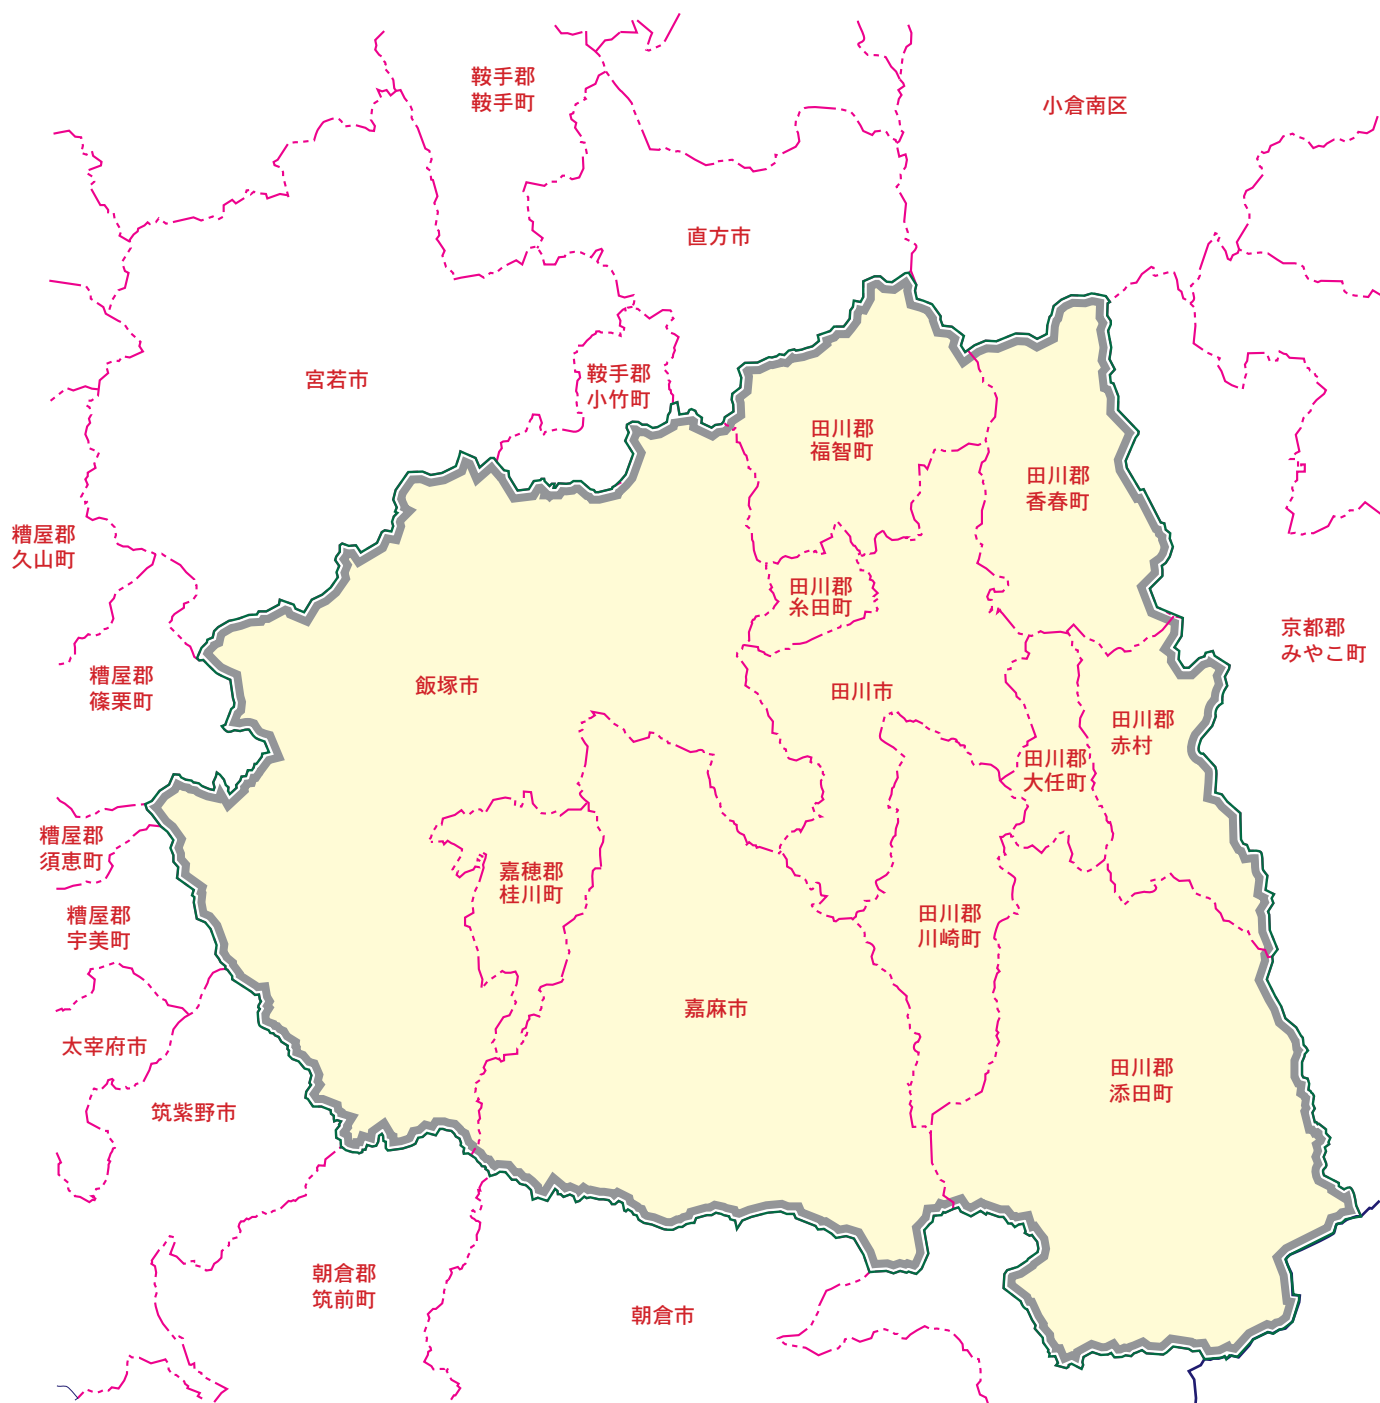 鞍手郡
鞍手町
小倉南区
直方市
宮若市
鞍手郡
小竹町
田川郡
福智町
田川郡
香春町
糟屋郡
久山町
田川郡
糸田町
京都郡
みやこ町
糟屋郡
篠栗町
飯塚市
田川市
田川郡
赤村
田川郡
大任町
糟屋郡
須恵町
嘉穂郡
桂川町
糟屋郡
宇美町
田川郡
川崎町
嘉麻市
太宰府市
田川郡
添田町
筑紫野市
朝倉郡
筑前町
朝倉市